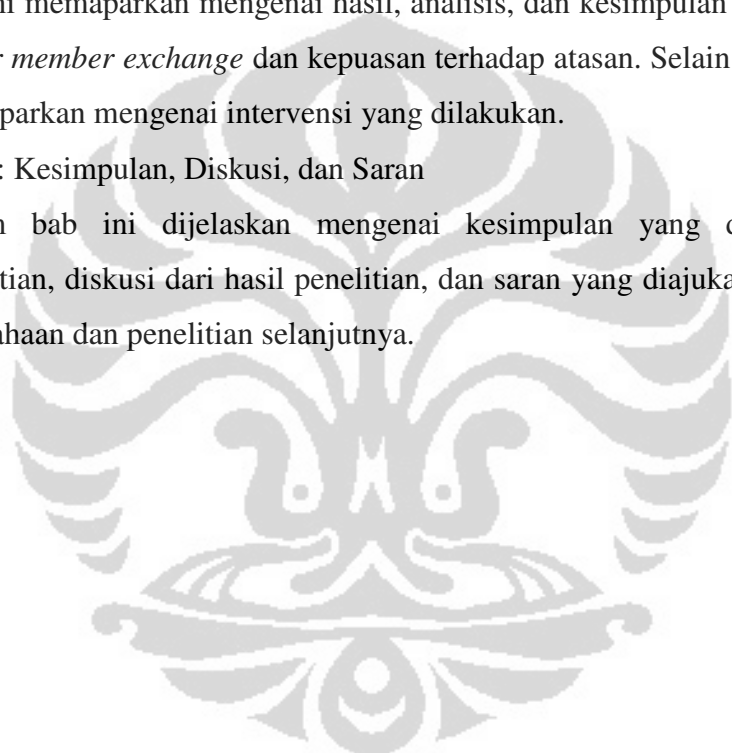 ni memaparkan mengenai hasil, analisis, dan kesimpulan
r member exchange dan kepuasan terhadap atasan. Selain
parkan mengenai intervensi yang dilakukan.
: Kesimpulan, Diskusi, dan Saran
n bab ini dijelaskan mengenai kesimpulan yang d
tian, diskusi dari hasil penelitian, dan saran yang diajuka
ahaan dan penelitian selanjutnya.